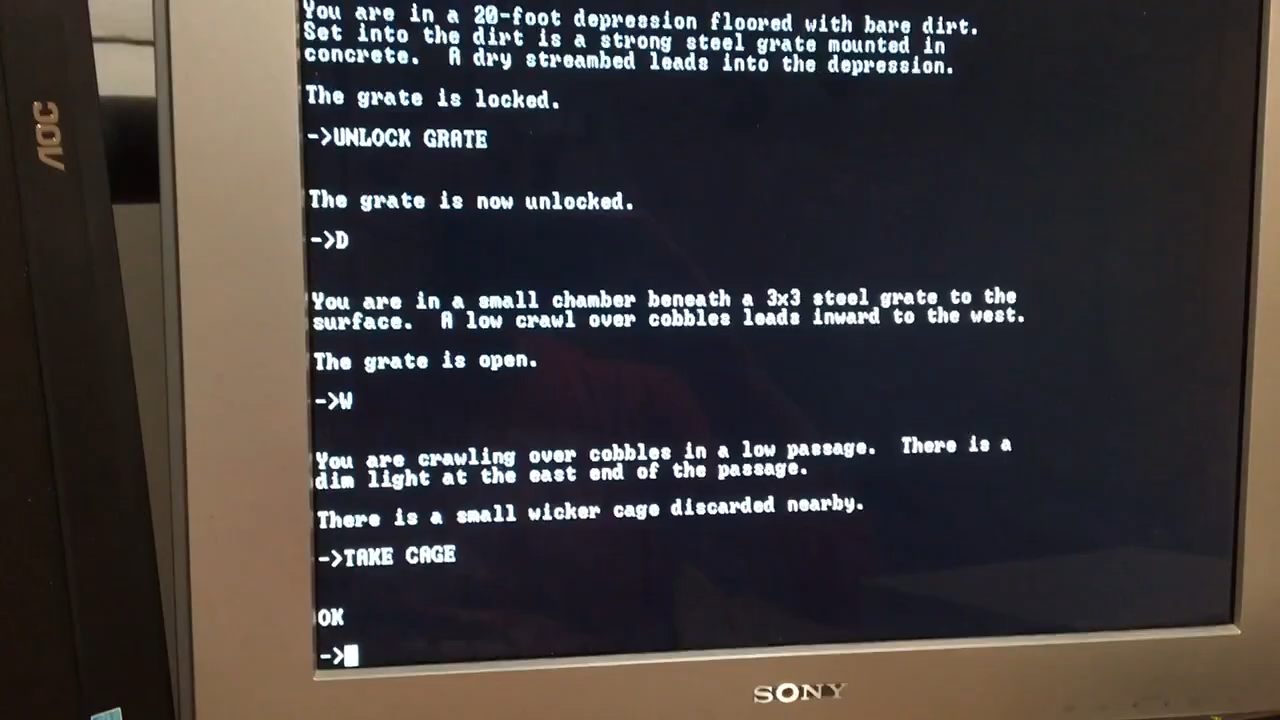 You are in a 20-foot depression floored with bare dirt.
Set into the dirt is a strong steel grate mounted in
concrete.  A dry streambed leads into the depression.
The grate is locked.
->UNLOCK GRATE
The grate is now unlocked.
->D
You are in a small chamber beneath a 3x3 steel grate to the
surface.  A low crawl over cobbles leads inward to the west.
The grate is open.
->W
You are crawling over cobbles in a low passage.  There is a
dim light at the east end of the passage.
There is a small wicker cage discarded nearby.
->TAKE CAGE
OK
->
SONY
AOC